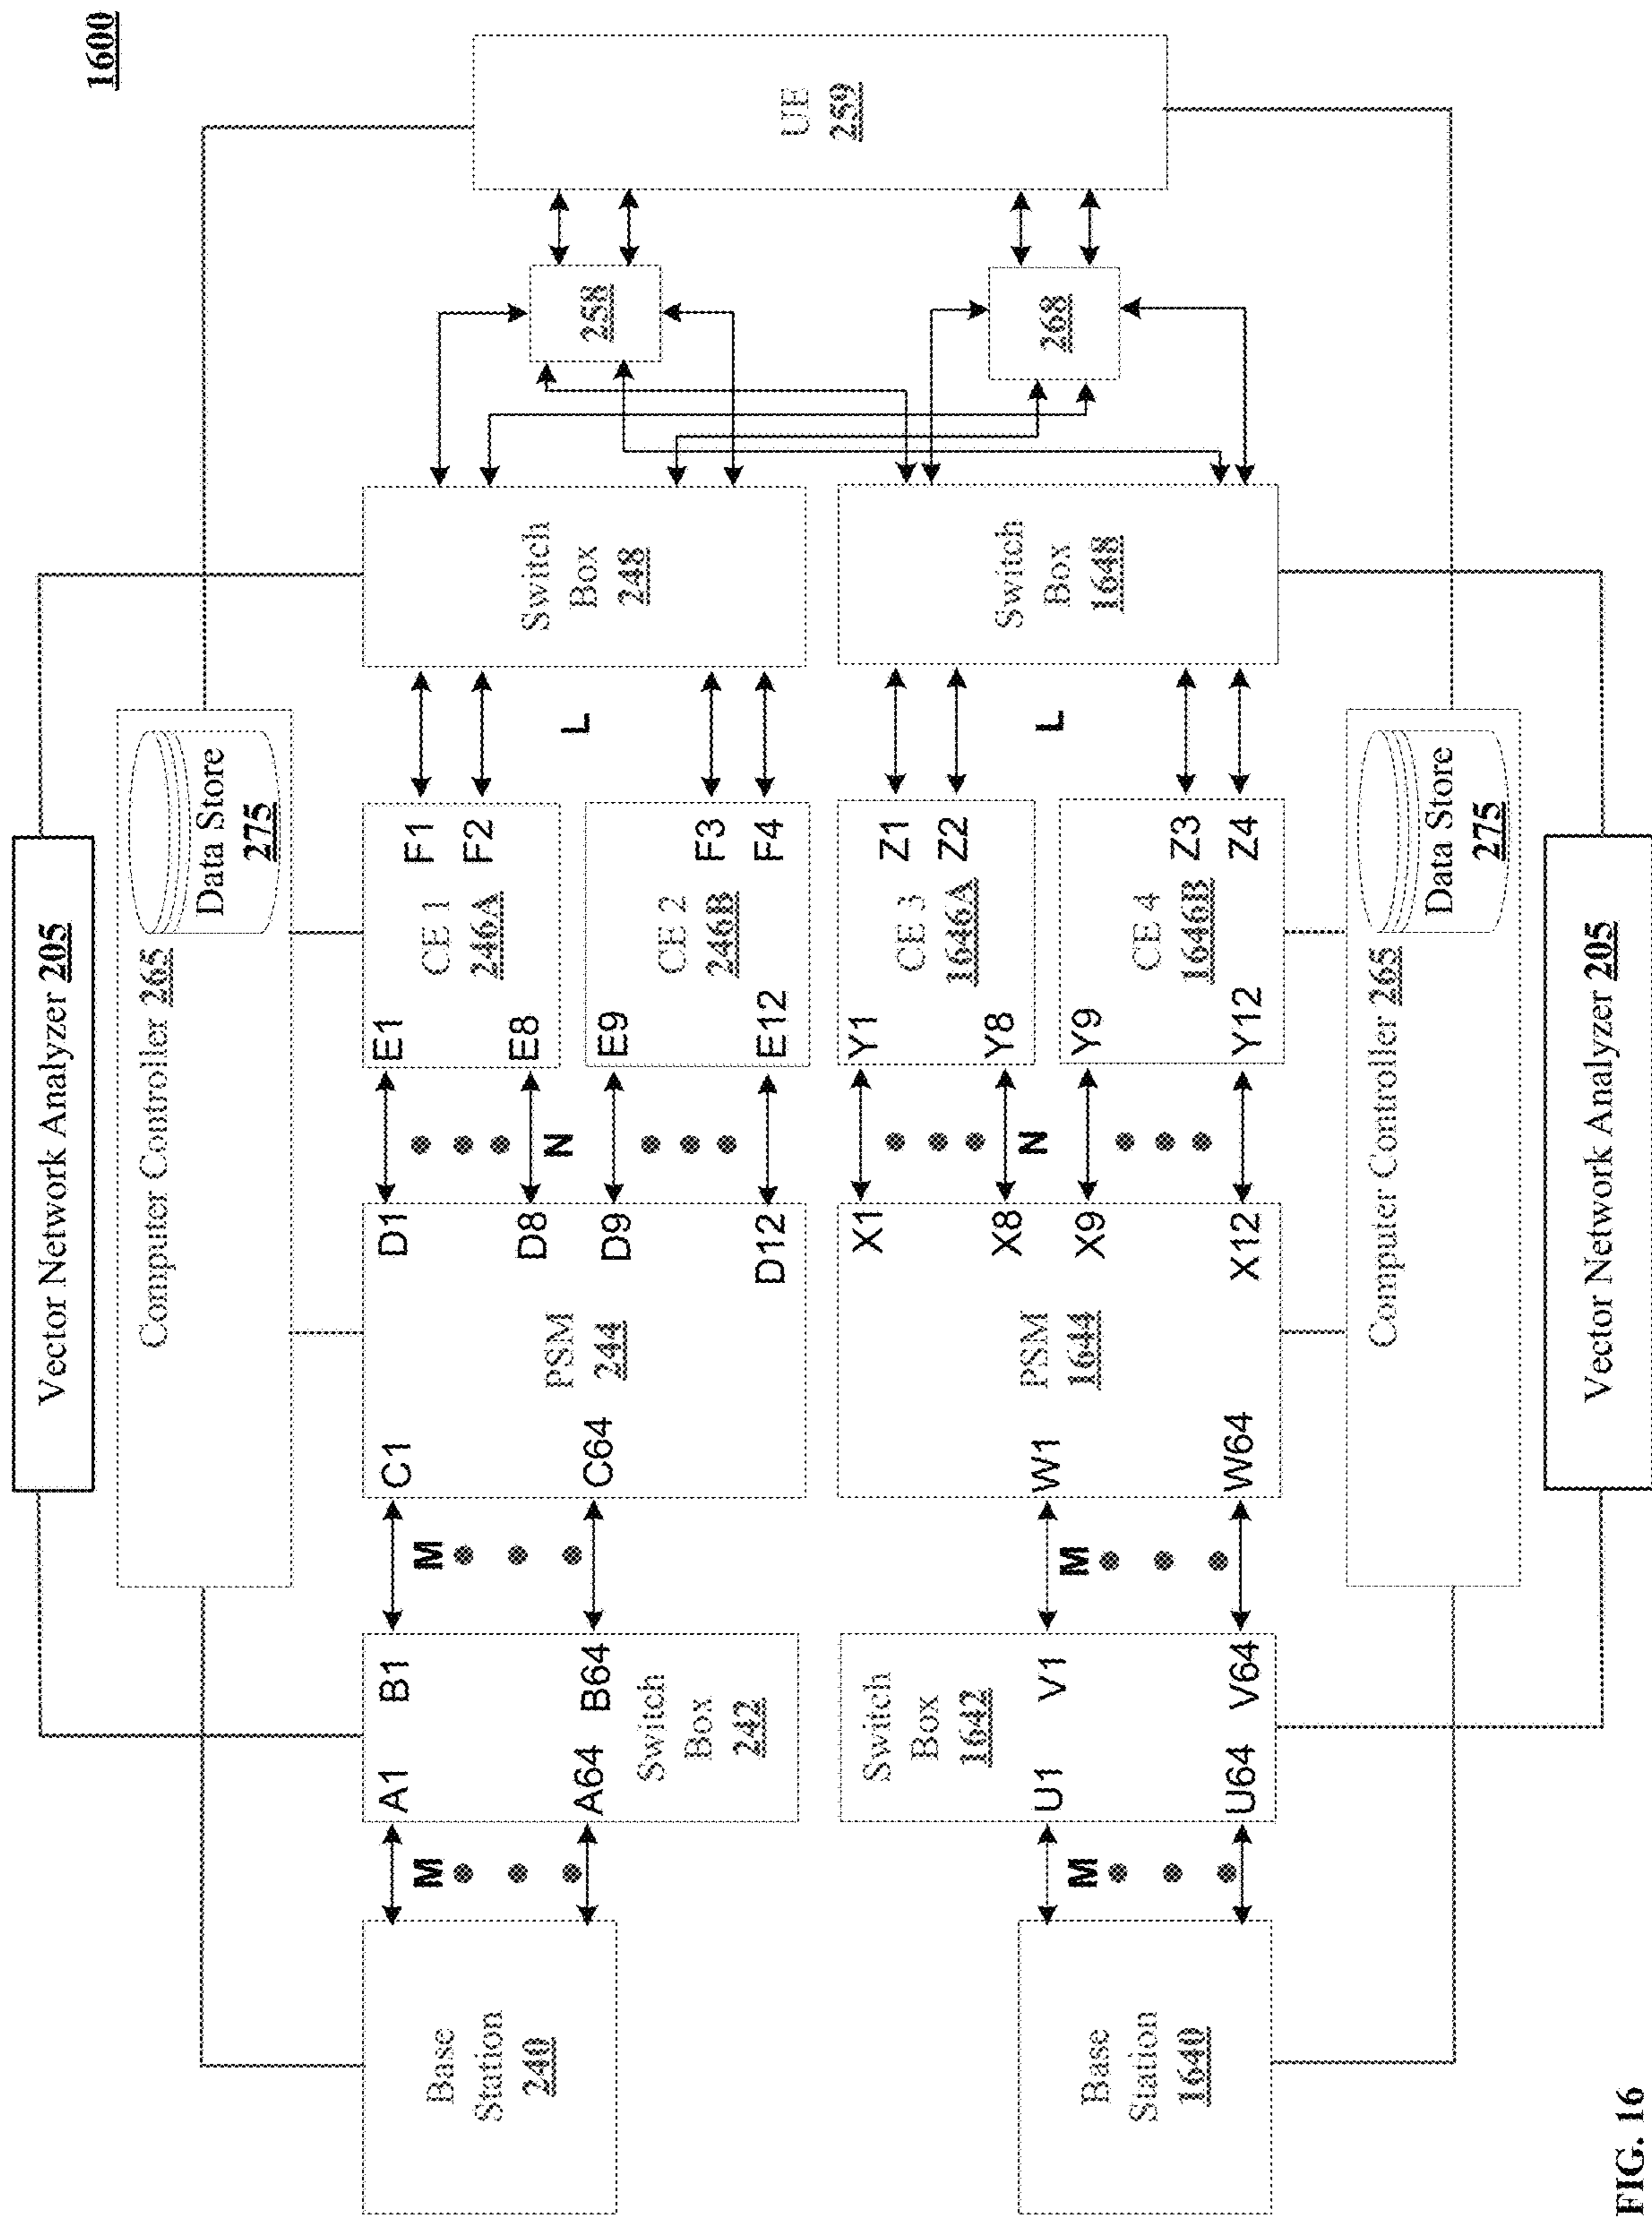 1600
Vector Network Analyzer 205
Computer Controller 265
Data Store
275
Base
Station
240
M
A1
B1
A64
B64
Switch
Box
242
M
C1
C64
PSM
244
D1
D8
D9
D12
N
E1
E8
F1
F2
CE 1
246A
E9
E12
F3
F4
CE 2
246B
L
Switch
Box
248
258
UE
259
Base
Station
1640
M
Switch
Box
1642
U1
V1
U64
V64
M
W1
W64
PSM
1644
X1
X8
X9
X12
N
Y1
Y8
Z1
Z2
CE 3
1646A
Y9
Y12
Z3
Z4
CE 4
1646B
L
Switch
Box
1648
268
Computer Controller 265
Data Store
275
Vector Network Analyzer 205
FIG. 16